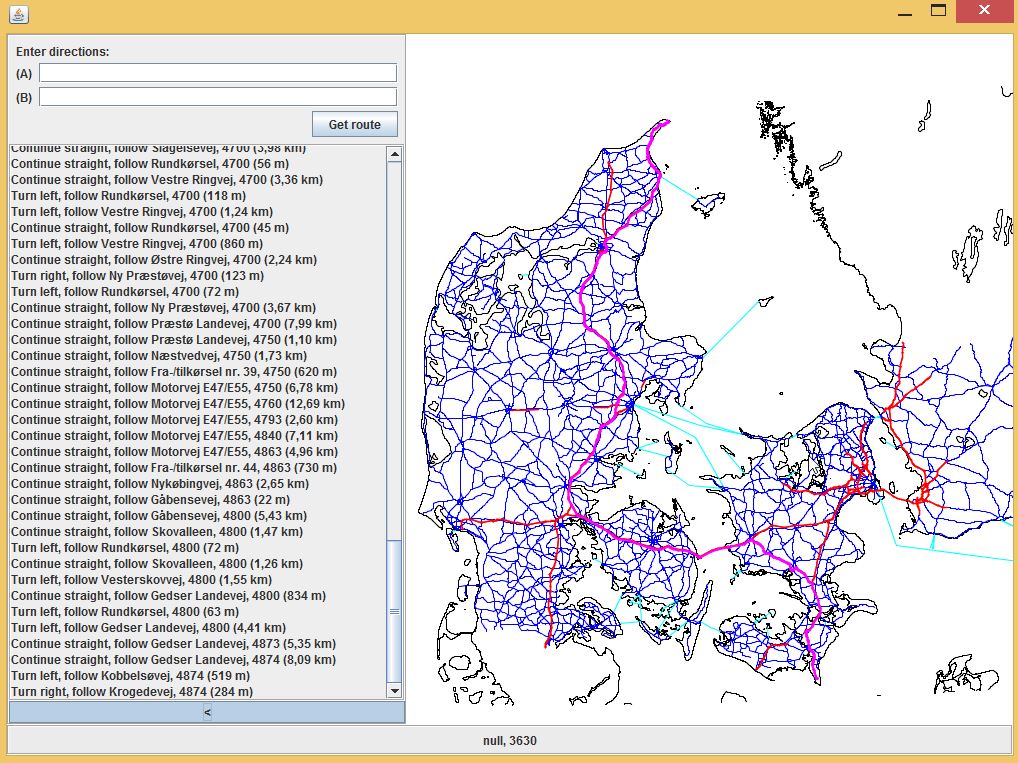 Enter directions:
(A)
(B)
Get route
Continue straight, follow Slagelsevej, 4700 (3,98 km)
Continue straight, follow Rundkørsel, 4700 (56 m)
Continue straight, follow Vestre Ringvej, 4700 (3,36 km)
Turn left, follow Rundkørsel, 4700 (118 m)
Turn left, follow Vestre Ringvej, 4700 (1,24 km)
Continue straight, follow Rundkørsel, 4700 (45 m)
Turn left, follow Vestre Ringvej, 4700 (860 m)
Continue straight, follow Østre Ringvej, 4700 (2,24 km)
Turn right, follow Ny Præstøvej, 4700 (123 m)
Turn left, follow Rundkørsel, 4700 (72 m)
Continue straight, follow Ny Præstøvej, 4700 (3,67 km)
Continue straight, follow Præstø Landevej, 4700 (7,99 km)
Continue straight, follow Præstø Landevej, 4750 (1,10 km)
Continue straight, follow Næstvedvej, 4750 (1,73 km)
Continue straight, follow Fra-/tilkørsel nr. 39, 4750 (620 m)
Continue straight, follow Motorvej E47/E55, 4750 (6,78 km)
Continue straight, follow Motorvej E47/E55, 4760 (12,69 km)
Continue straight, follow Motorvej E47/E55, 4793 (2,60 km)
Continue straight, follow Motorvej E47/E55, 4840 (7,11 km)
Continue straight, follow Motorvej E47/E55, 4863 (4,96 km)
Continue straight, follow Fra-/tilkørsel nr. 44, 4863 (730 m)
Continue straight, follow Nykøbingvej, 4863 (2,65 km)
Continue straight, follow Gåbensevej, 4863 (22 m)
Continue straight, follow Gåbensevej, 4800 (5,43 km)
Continue straight, follow Skovalleen, 4800 (1,47 km)
Turn left, follow Rundkørsel, 4800 (72 m)
Continue straight, follow Skovalleen, 4800 (1,26 km)
Turn left, follow Vesterskovvej, 4800 (1,55 km)
Continue straight, follow Gedser Landevej, 4800 (834 m)
Turn left, follow Rundkørsel, 4800 (63 m)
Turn left, follow Gedser Landevej, 4800 (4,41 km)
Continue straight, follow Gedser Landevej, 4873 (5,35 km)
Continue straight, follow Gedser Landevej, 4874 (8,09 km)
Turn left, follow Kobbelsøvej, 4874 (519 m)
Turn right, follow Krogedevej, 4874 (284 m)
<
null, 3630